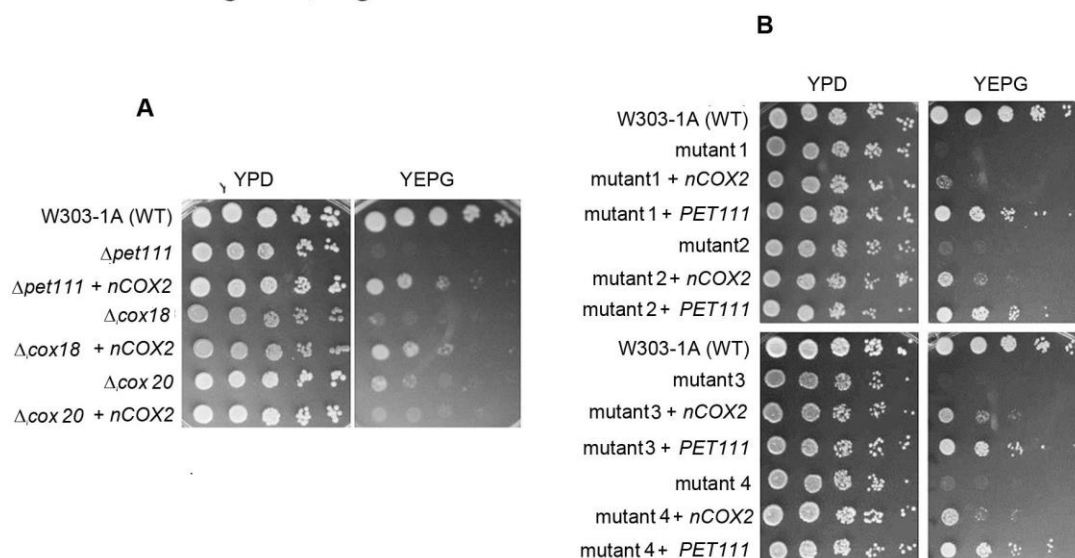 B
YPD YEPG
A
W303-1A (WT)
mutant 1
mutant1 + nCOX2
YPD YEPG
mutant 1 + PET111
W303-1A (WT)
mutant2
Δpet111
mutant 2 + nCOX2
Δpet111 + nCOX2
mutant 2 + PET111
Δcox18
W303-1A (WT)
Δcox18 + nCOX2
mutant3
Δcox 20
mutant3 + nCOX2
Δcox 20 + nCOX2
mutant3 + PET111
mutant 4
mutant 4 + nCOX2
mutant 4 + PET111